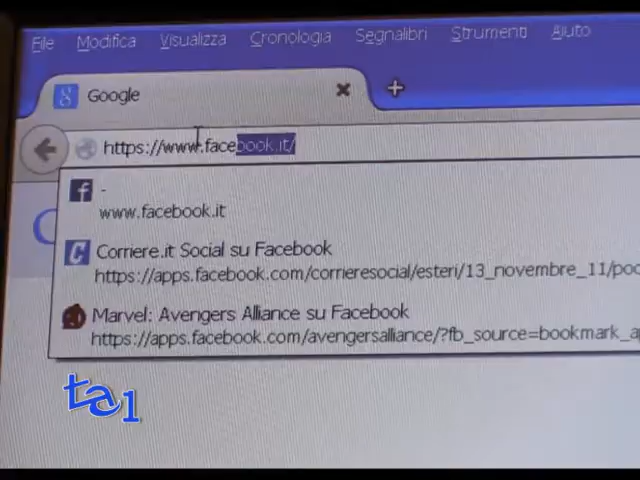 File Modifica Visualizza Cronologia Segnalibri Strumenti Aiuto
Google
https://www.facebook.it/
-
www.facebook.it
Corriere.it Social su Facebook
https://apps.facebook.com/corrieresocial/esteri/13_novembre_11/poo
Marvel: Avengers Alliance su Facebook
https://apps.facebook.com/avengersalliance/?fb_source=bookmark_ap
ta1